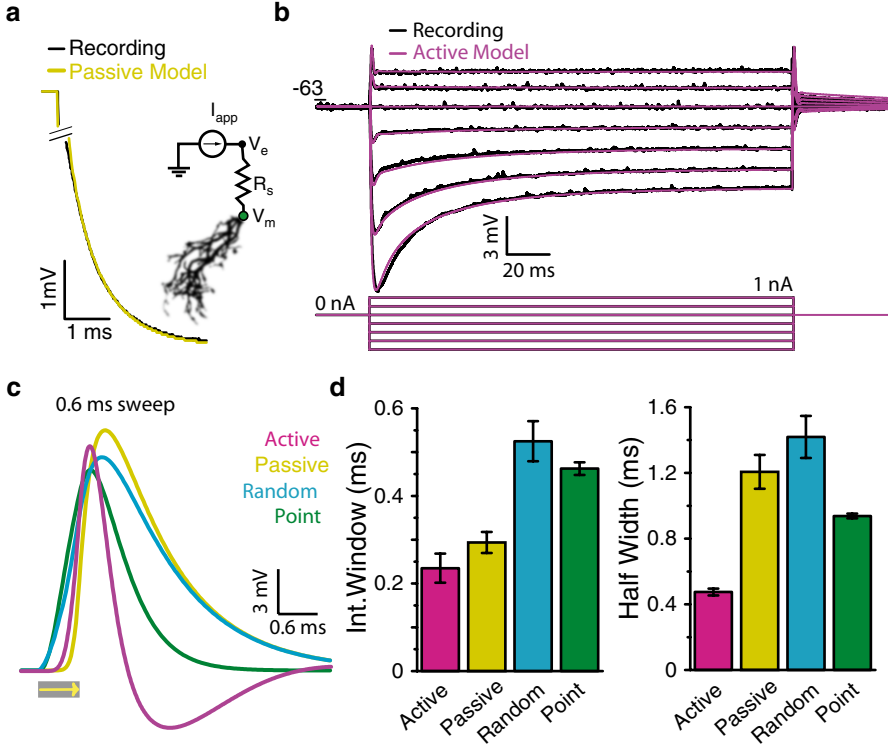 a
Recording
Passive Model
I app
V e
R s
V m
1mV
1 ms
b
Recording
Active Model
-63
3 mV
20 ms
0 nA
1 nA
c
0.6 ms sweep
Active
Passive
Random
Point
3 mV
0.6 ms
d
Int.Window (ms)
0.6
0.4
0.2
0
Active
Passive
Random
Point
Half Width (ms)
1.6
1.2
0.8
0.4
0
Active
Passive
Random
Point